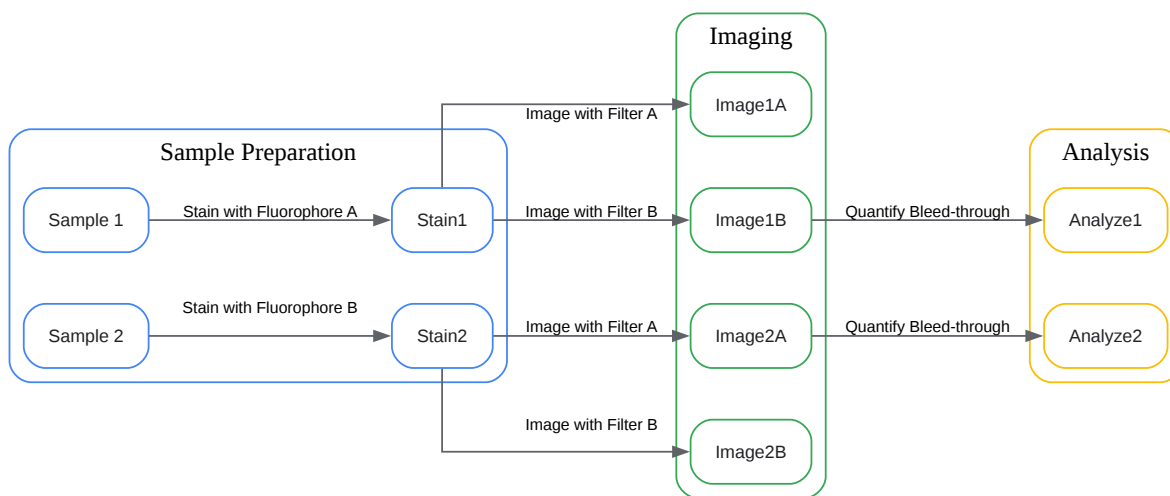 Imaging
Image1A
Image with Filter A
Sample Preparation
Analysis
Sample 1
Stain with Fluorophore A
Stain1
Image with Filter B
Image1B
Quantify Bleed-through
Analyze1
Stain with Fluorophore B
Sample 2
Stain2
Image with Filter A
Image2A
Quantify Bleed-through
Analyze2
Image with Filter B
Image2B